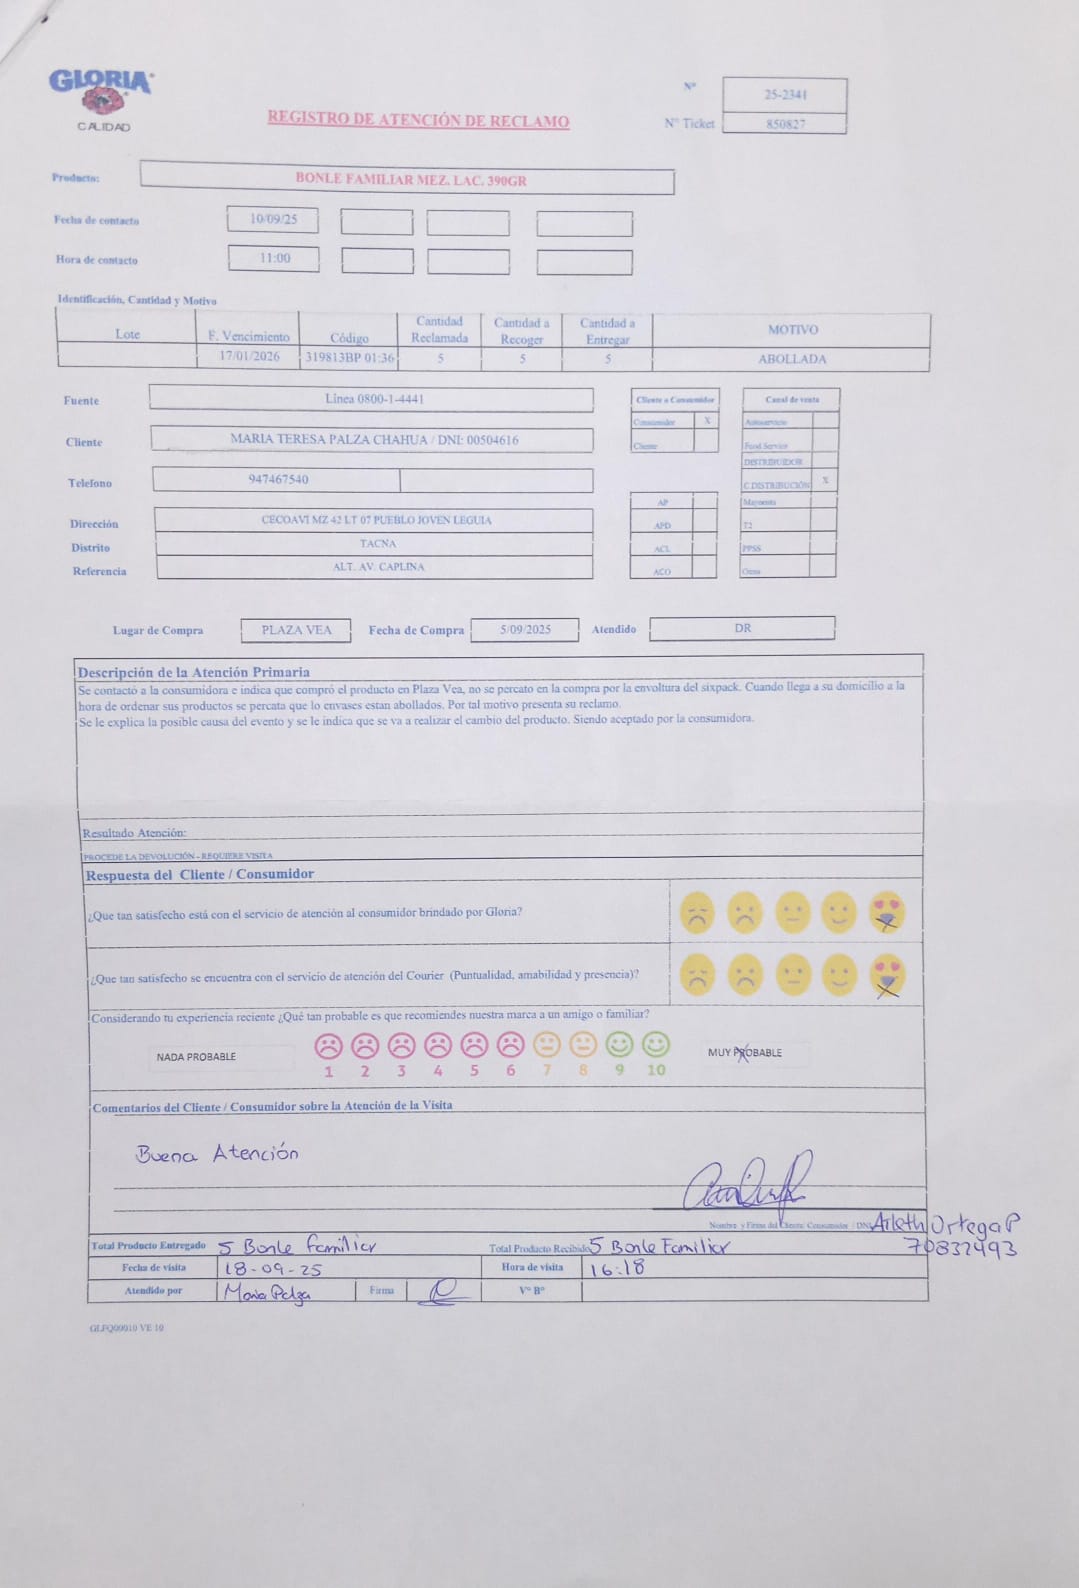 GLORIA
CALIDAD
REGISTRO DE ATENCIÓN DE RECLAMO
Nº 25-2341
Nº Ticket 850827
Producto: BONLE FAMILIAR MEZ. LAC. 390GR
Fecha de contacto 10/09/25
Hora de contacto 11:00
Identificación, Cantidad y Motivo
Lote F. Vencimiento Código Cantidad Reclamada Cantidad a Recoger Cantidad a Entregar MOTIVO
17/01/2026 319813BP 01:36 5 5 5 ABOLLADA
Fuente Línea 0800-1-4441
Cliente MARIA TERESA PALZA CHAHUA / DNI: 00504616
Telefono 947467540
Dirección CECOAVI MZ 42 LT 07 PUEBLO JOVEN LEGUIA
Distrito TACNA
Referencia ALT. AV. CAPLINA
Cliente o Consumidor
Consumidor X
Cliente
AP
APD
ACL
ACO
Canal de venta
Autoservicio
Food Service
DISTRIBUIDOR
C.DISTRIBUCIÓN X
Mayorista
T2
PPSS
Otros
Lugar de Compra PLAZA VEA Fecha de Compra 5/09/2025 Atendido DR
Descripción de la Atención Primaria
Se contactó a la consumidora e indica que compró el producto en Plaza Vea, no se percato en la compra por la envoltura del sixpack. Cuando llega a su domicilio a la
hora de ordenar sus productos se percata que lo envases estan abollados. Por tal motivo presenta su reclamo.
Se le explica la posible causa del evento y se le indica que se va a realizar el cambio del producto. Siendo aceptado por la consumidora.
Resultado Atención:
PROCEDE LA DEVOLUCIÓN - REQUIERE VISITA
Respuesta del Cliente / Consumidor
¿Que tan satisfecho está con el servicio de atención al consumidor brindado por Gloria?
¿Que tan satisfecho se encuentra con el servicio de atención del Courier (Puntualidad, amabilidad y presencia)?
Considerando tu experiencia reciente ¿Qué tan probable es que recomiendes nuestra marca a un amigo o familiar?
NADA PROBABLE 1 2 3 4 5 6 7 8 9 10 MUY PROBABLE
Comentarios del Cliente / Consumidor sobre la Atención de la Visita
Buena Atención
Nombre y Firma del Cliente Consumidor / DNI Arleth Ortega P
70832493
Total Producto Entregado 5 Bonle Familiar Total Producto Recibido 5 Bonle Familiar
Fecha de visita 18-09-25 Hora de visita 16:18
Atendido por Maria Palza Firma Vº Bº
GLFQ00010 VE 10